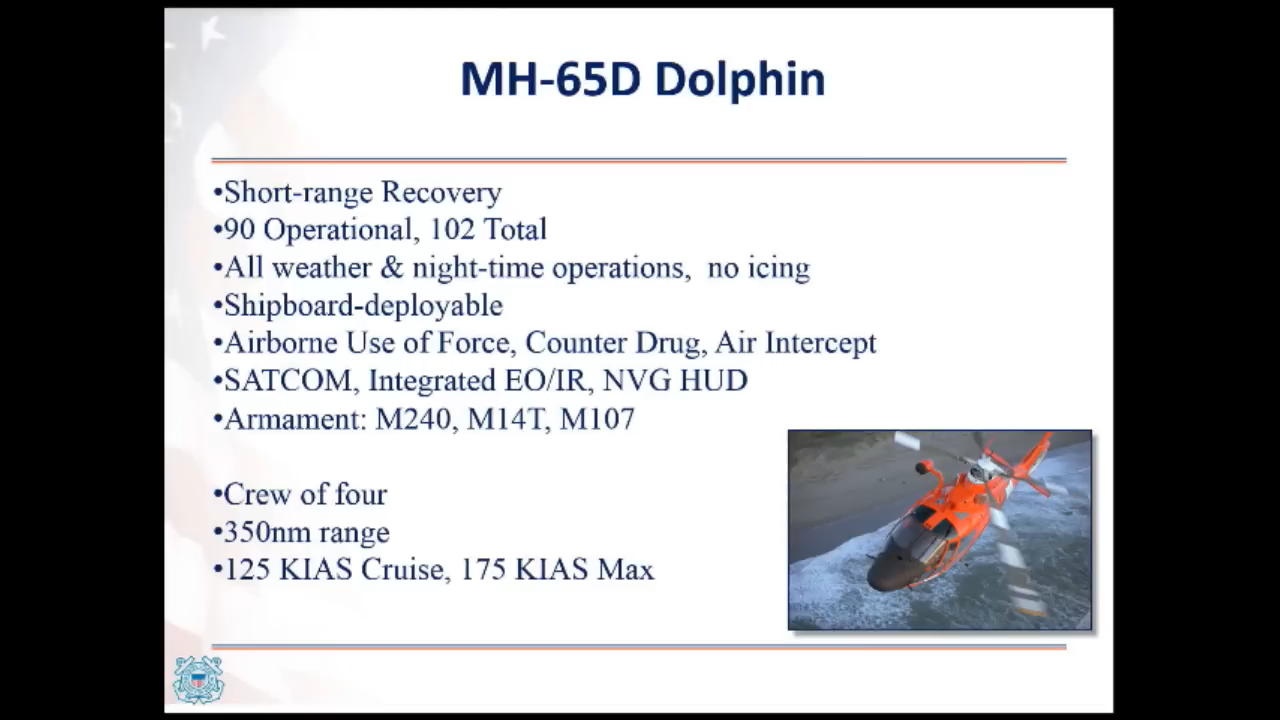 MH-65D Dolphin
•Short-range Recovery
•90 Operational, 102 Total
•All weather & night-time operations,  no icing
•Shipboard-deployable
•Airborne Use of Force, Counter Drug, Air Intercept
•SATCOM, Integrated EO/IR, NVG HUD
•Armament: M240, M14T, M107
•Crew of four
•350nm range
•125 KIAS Cruise, 175 KIAS Max